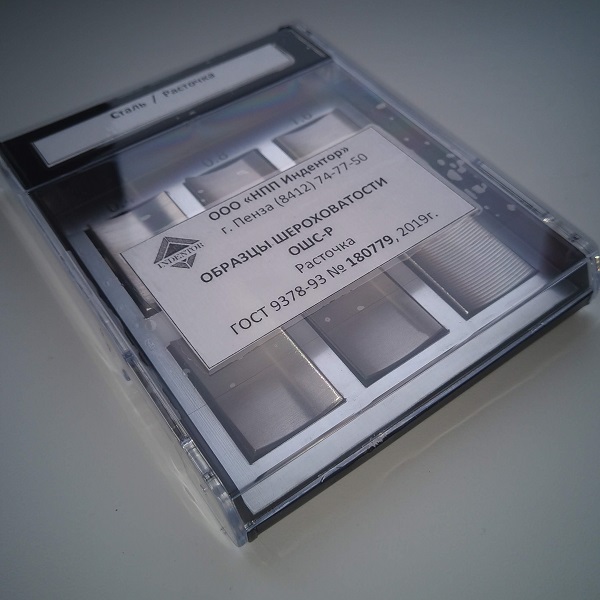 Сталь / Расточка
ООО «НПП Индентор»
г. Пенза (8412) 74-77-50
INDENTOR
ОБРАЗЦЫ ШЕРОХОВАТОСТИ
ОШС-Р
Расточка
ГОСТ 9378-93 № 180779, 2019г.